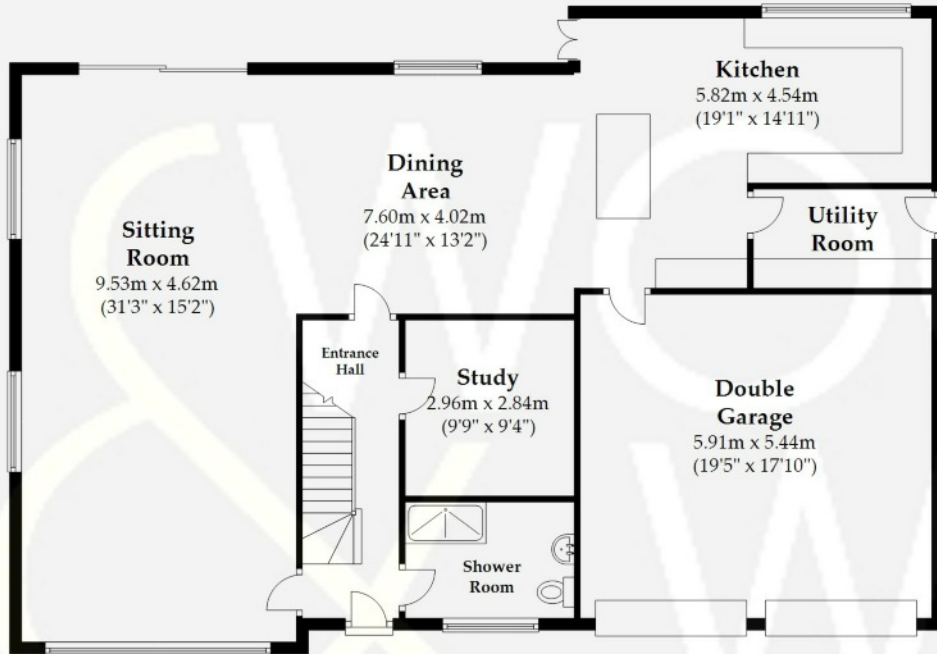 Kitchen
5.82m x 4.54m
(19'1" x 14'11")
Dining
Area
7.60m x 4.02m
(24'11" x 13'2")
Utility
Room
Sitting
Room
9.53m x 4.62m
(31'3" x 15'2")
Entrance
Hall
Study
2.96m x 2.84m
(9'9" x 9'4")
Double
Garage
5.91m x 5.44m
(19'5" x 17'10")
Shower
Room